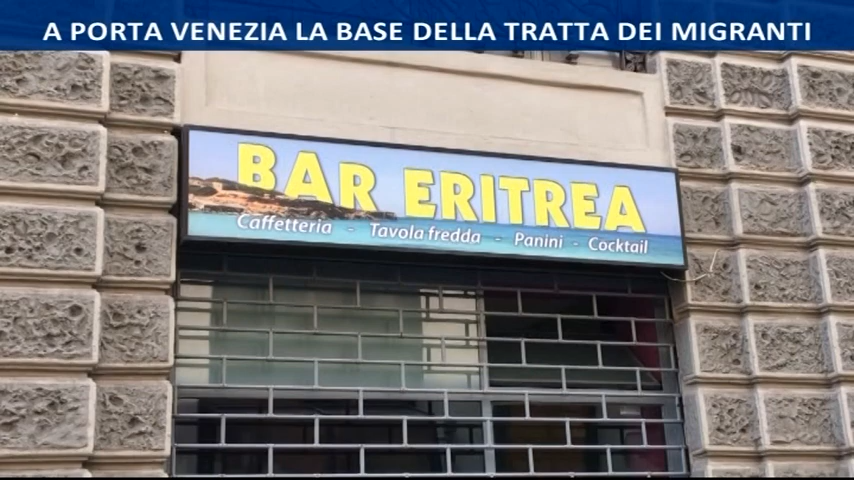 A PORTA VENEZIA LA BASE DELLA TRATTA DEI MIGRANTI
BAR ERITREA
Caffetteria - Tavola fredda - Panini - Cocktail